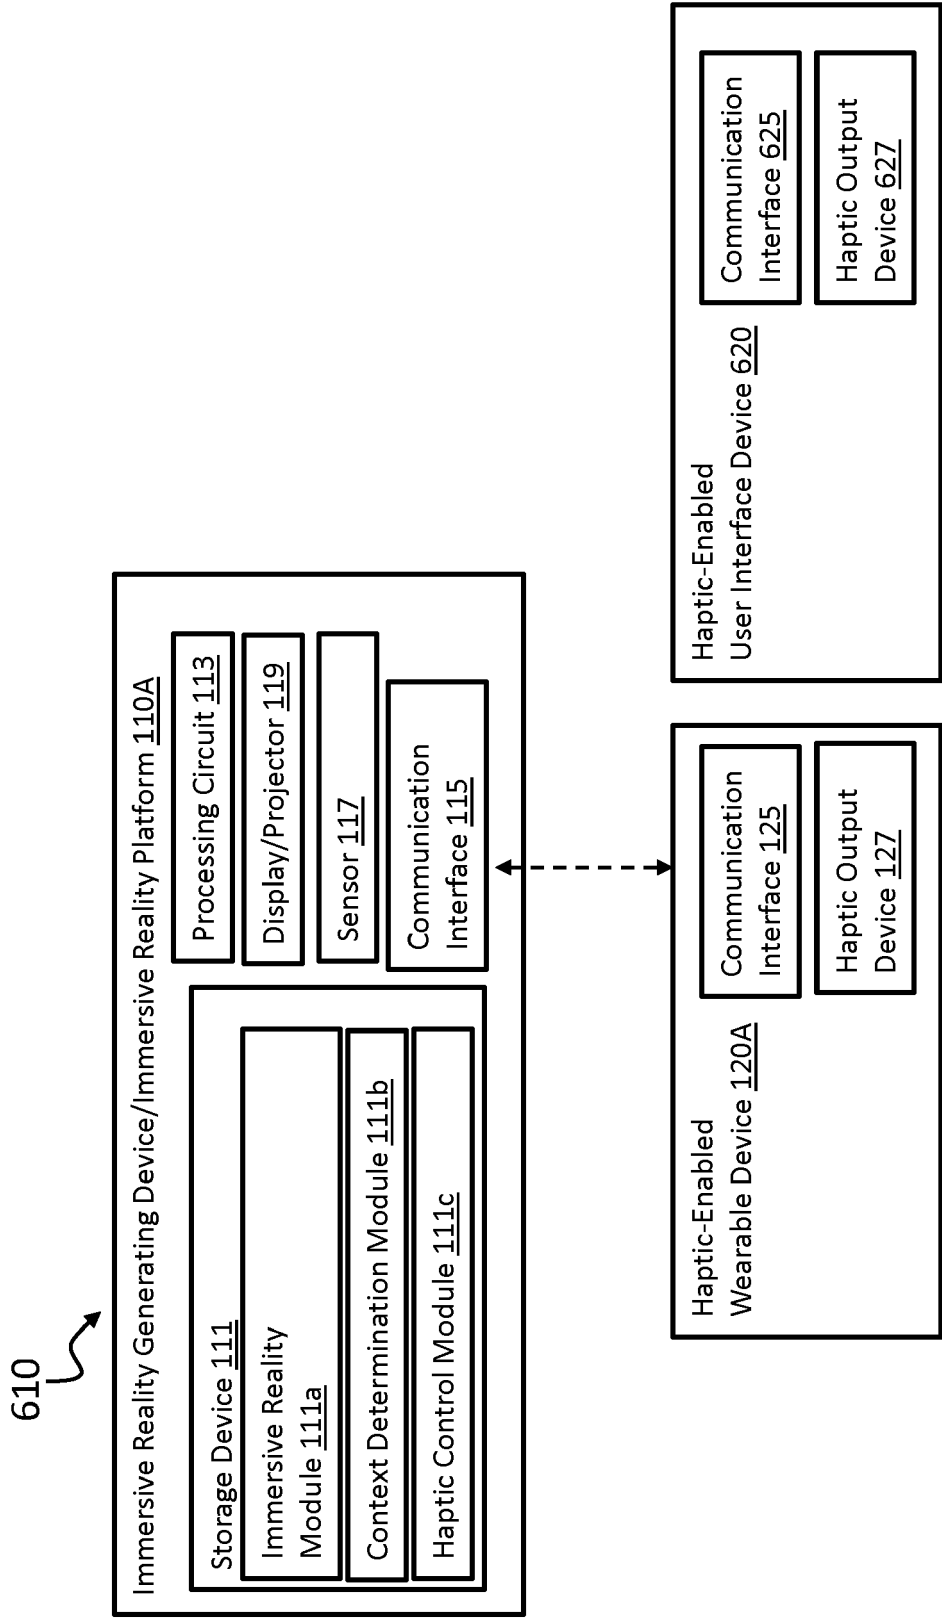 610
Immersive Reality Generating Device/Immersive Reality Platform 110A
Storage Device 111
Immersive Reality
Module 111a
Context Determination Module 111b
Haptic Control Module 111c
Processing Circuit 113
Display/Projector 119
Sensor 117
Communication
Interface 115
Haptic-Enabled
Wearable Device 120A
Communication
Interface 125
Haptic Output
Device 127
Haptic-Enabled
User Interface Device 620
Communication
Interface 625
Haptic Output
Device 627